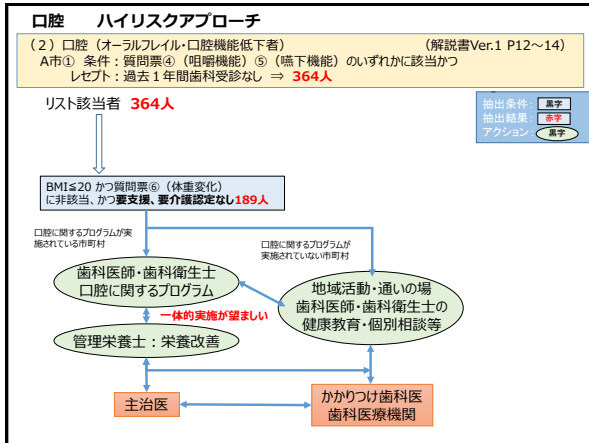 口腔　ハイリスクアプローチ
（2）口腔（オーラルフレイル・口腔機能低下者）　（解説書Ver.1 P12～14）
A市① 条件：質問票④（咀嚼機能）⑤（嚥下機能）のいずれかに該当かつ
レセプト：過去１年間歯科受診なし ⇒ 364人
リスト該当者 364人
抽出条件： 黒字
抽出結果： 赤字
アクション： 黒字
BMI≦20 かつ質問票⑥（体重変化）
に非該当、かつ要支援、要介護認定なし189人
口腔に関するプログラムが実
施されている市町村
口腔に関するプログラムが
実施されていない市町村
歯科医師・歯科衛生士
口腔に関するプログラム
地域活動・通いの場
歯科医師・歯科衛生士の
健康教育・個別相談等
一体的実施が望ましい
管理栄養士：栄養改善
主治医
かかりつけ歯科医
歯科医療機関